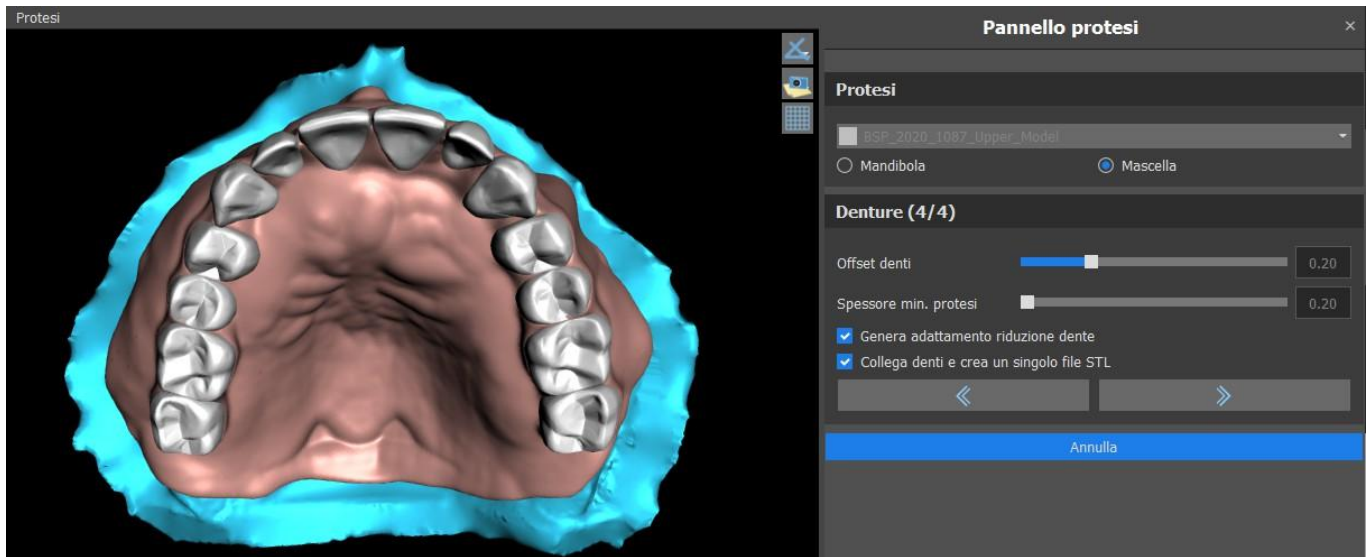 Protesi
Pannello protesi
Protesi
BSP_2020_1087_Upper_Model
Mandibola
Mascella
Denture (4/4)
Offset denti
0.20
Spessore min. protesi
0.20
Genera adattamento riduzione dente
Collega denti e crea un singolo file STL
Annulla